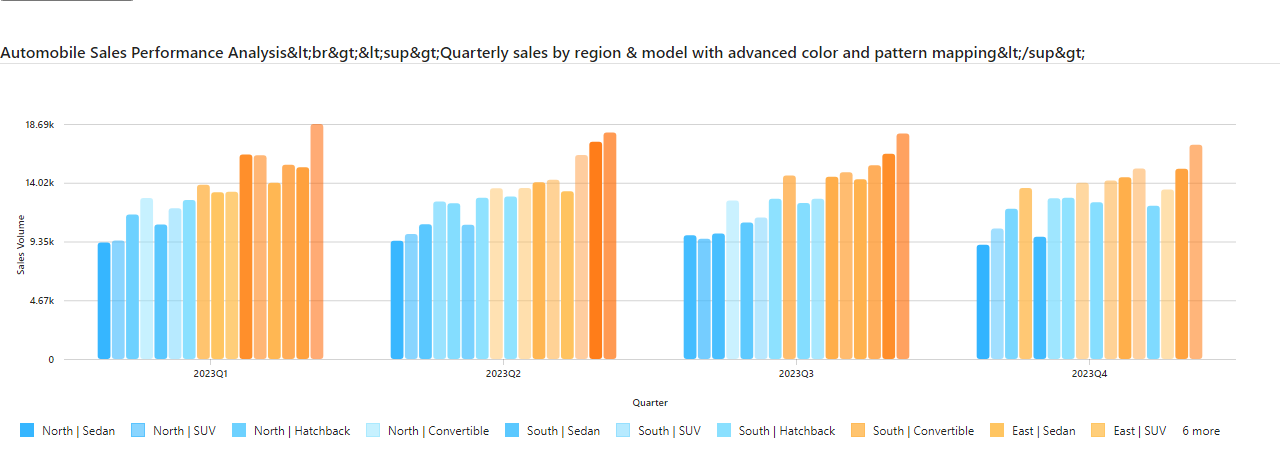 Automobile Sales Performance Analysis&lt;br&gt;&lt;sup&gt;Quarterly sales by region & model with advanced color and pattern mapping&lt;/sup&gt;
18.69k
14.02k
9.35k
4.67k
0
Sales Volume
2023Q1 2023Q2 2023Q3 2023Q4
Quarter
North | Sedan North | SUV North | Hatchback North | Convertible South | Sedan South | SUV South | Hatchback South | Convertible East | Sedan East | SUV 6 more